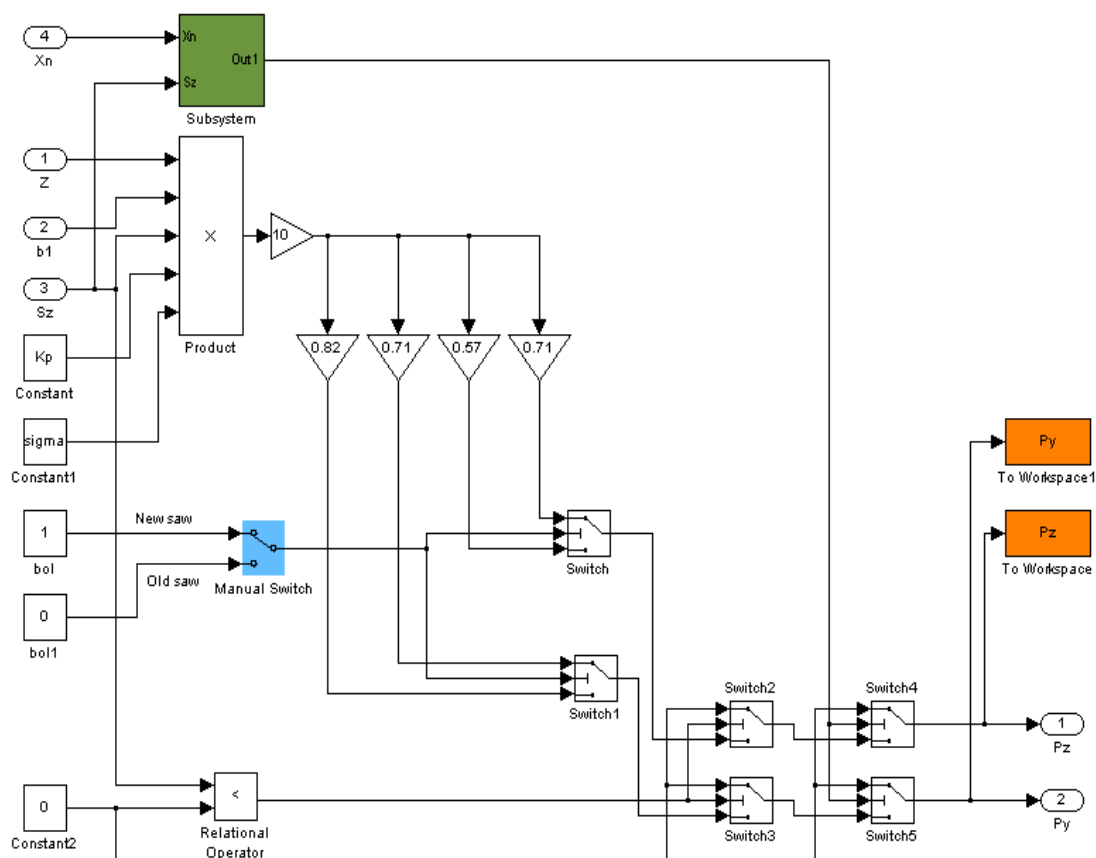 4
Xn
Xn
Sz
Out1
Subsystem
1
Z
2
b1
3
Sz
X
Product
10
0.82
0.71
0.57
0.71
Kp
Constant
sigma
Constant1
Py
To Workspace1
Pz
To Workspace
1
bol
New saw
Old saw
Manual Switch
0
bol1
Switch
Switch1
Switch2
Switch4
1
Pz
0
Constant2
<
Relational
Operator
Switch3
Switch5
2
Py